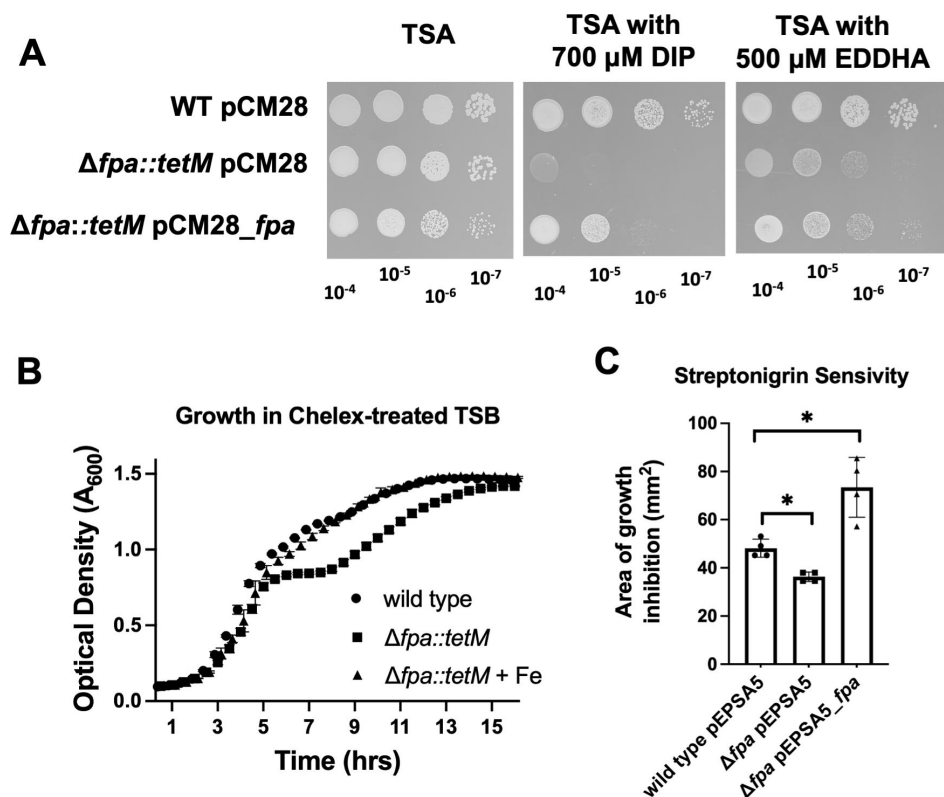 A
TSA
TSA with
700 µM DIP
TSA with
500 µM EDDHA
WT pCM28
Δfpa::tetM pCM28
Δfpa::tetM pCM28_fpa
10-4
10-5
10-6
10-7
10-4
10-5
10-6
10-7
10-4
10-5
10-6
10-7
B
Growth in Chelex-treated TSB
Optical Density (A600)
1.5
1.0
0.5
0.0
1 3 5 7 9 11 13 15
Time (hrs)
wild type
Δfpa::tetM
Δfpa::tetM + Fe
C
Streptonigrin Sensivity
Area of growth
inhibition (mm2)
100
80
60
40
20
0
* 
*
wild type pEPSA5
Δfpa pEPSA5
Δfpa pEPSA5_fpa